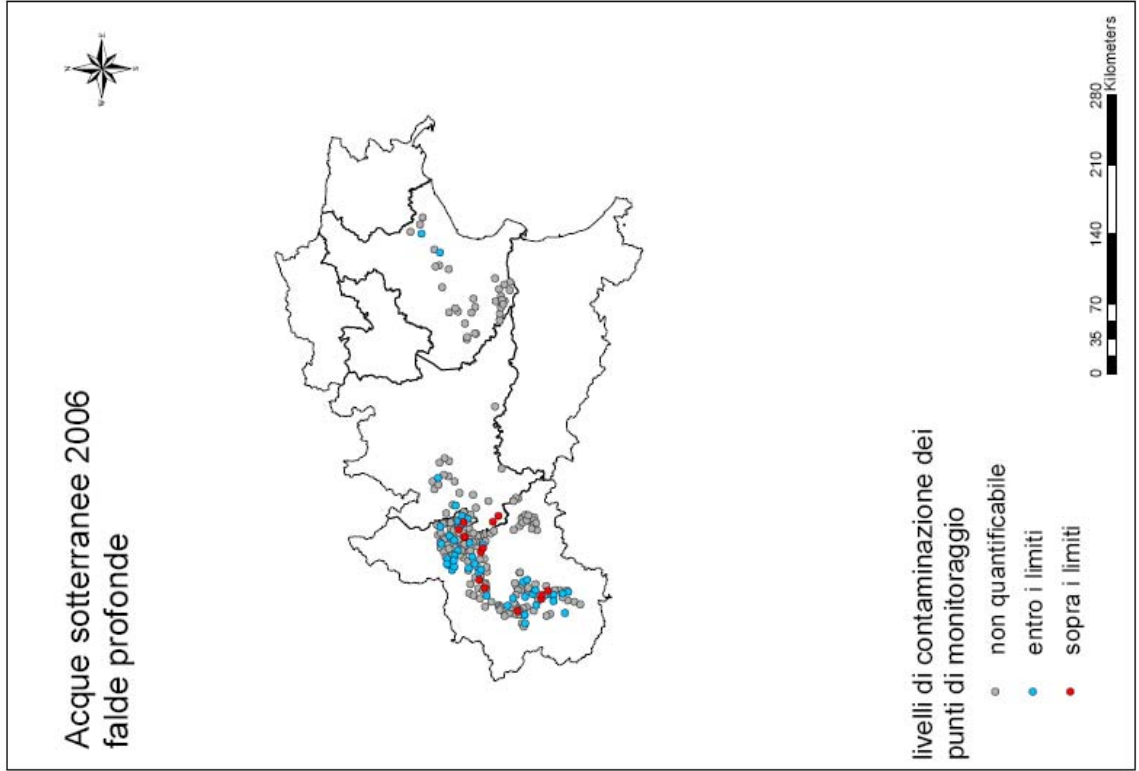 Acque sotterranee 2006
falde profonde
N
W
E
S
livelli di contaminazione dei
punti di monitoraggio
non quantificabile
entro i limiti
sopra i limiti
0 35 70 140 210 280
Kilometers